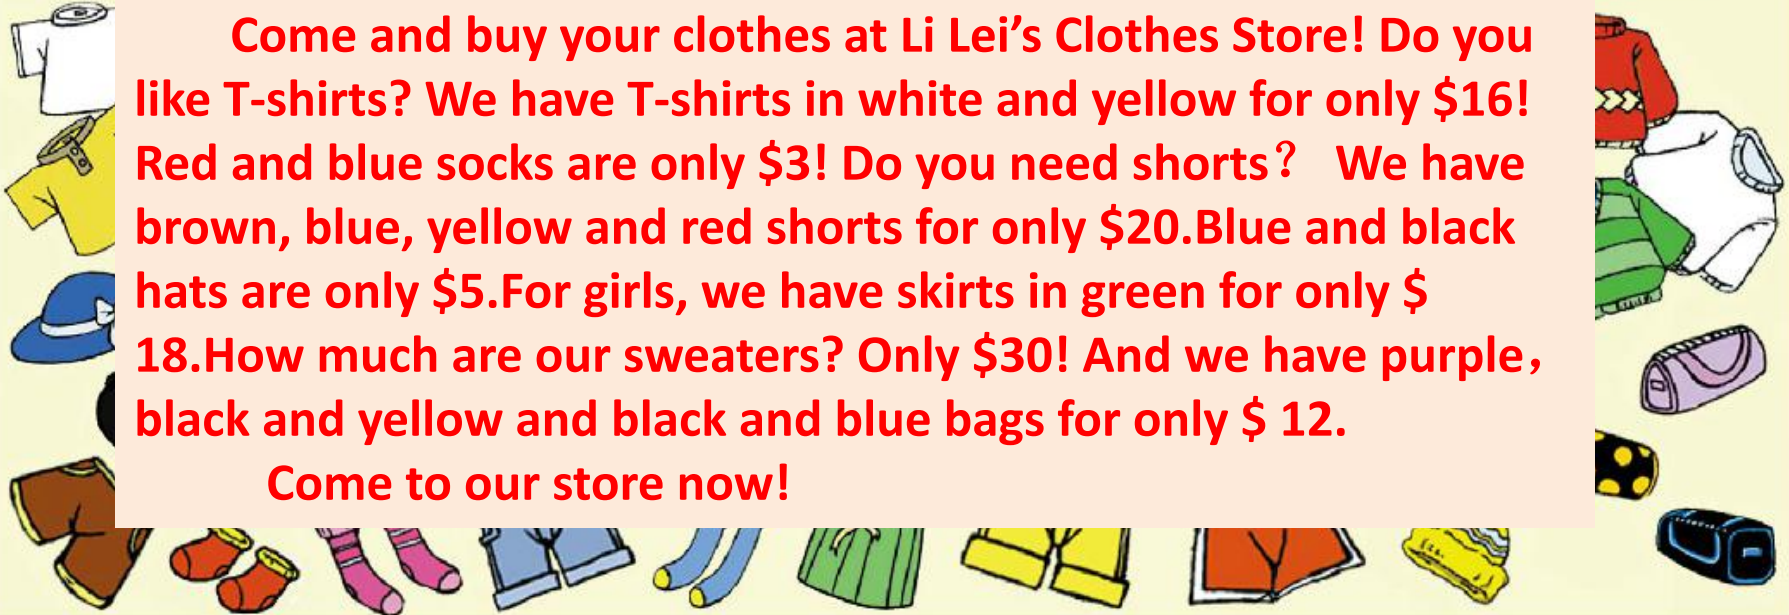 Come and buy your clothes at Li Lei’s Clothes Store! Do you
like T-shirts? We have T-shirts in white and yellow for only $16!
Red and blue socks are only $3! Do you need shorts？ We have
brown, blue, yellow and red shorts for only $20.Blue and black
hats are only $5.For girls, we have skirts in green for only $
18.How much are our sweaters? Only $30! And we have purple，
black and yellow and black and blue bags for only $ 12.
Come to our store now!